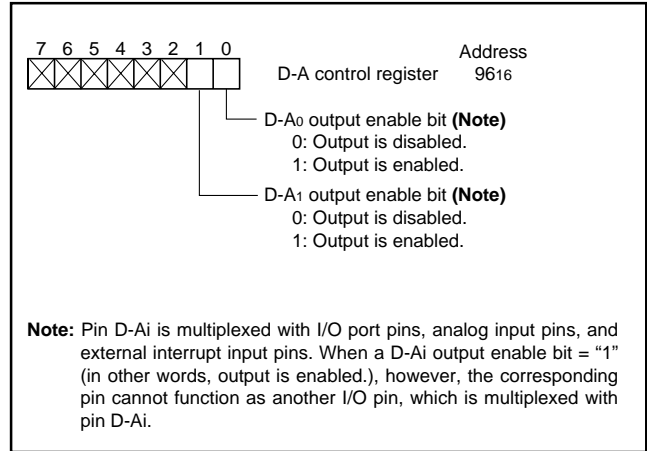 7 6 5 4 3 2 1 0
Address
D-A control register 9616
D-A0 output enable bit (Note)
0: Output is disabled.
1: Output is enabled.
D-A1 output enable bit (Note)
0: Output is disabled.
1: Output is enabled.
Note: Pin D-Ai is multiplexed with I/O port pins, analog input pins, and
external interrupt input pins. When a D-Ai output enable bit = “1”
(in other words, output is enabled.), however, the corresponding
pin cannot function as another I/O pin, which is multiplexed with
pin D-Ai.